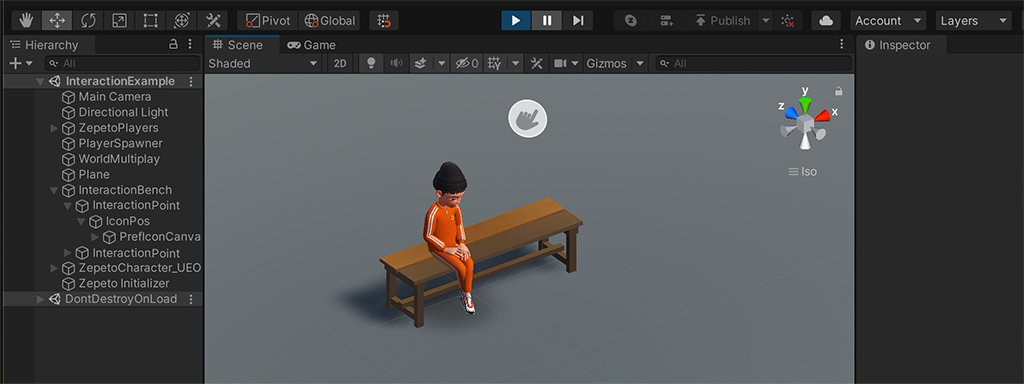 Pivot Global Publish Account Layers
Hierarchy Scene Game Inspector
All Shaded 2D 0 Gizmos All
InteractionExample
Main Camera
Directional Light
ZepetoPlayers
PlayerSpawner
WorldMultiplay
Plane
InteractionBench
InteractionPoint
IconPos
PrefIconCanva
InteractionPoint
ZepetoCharacter_UEO
Zepeto Initializer
DontDestroyOnLoad
y
z x
Iso